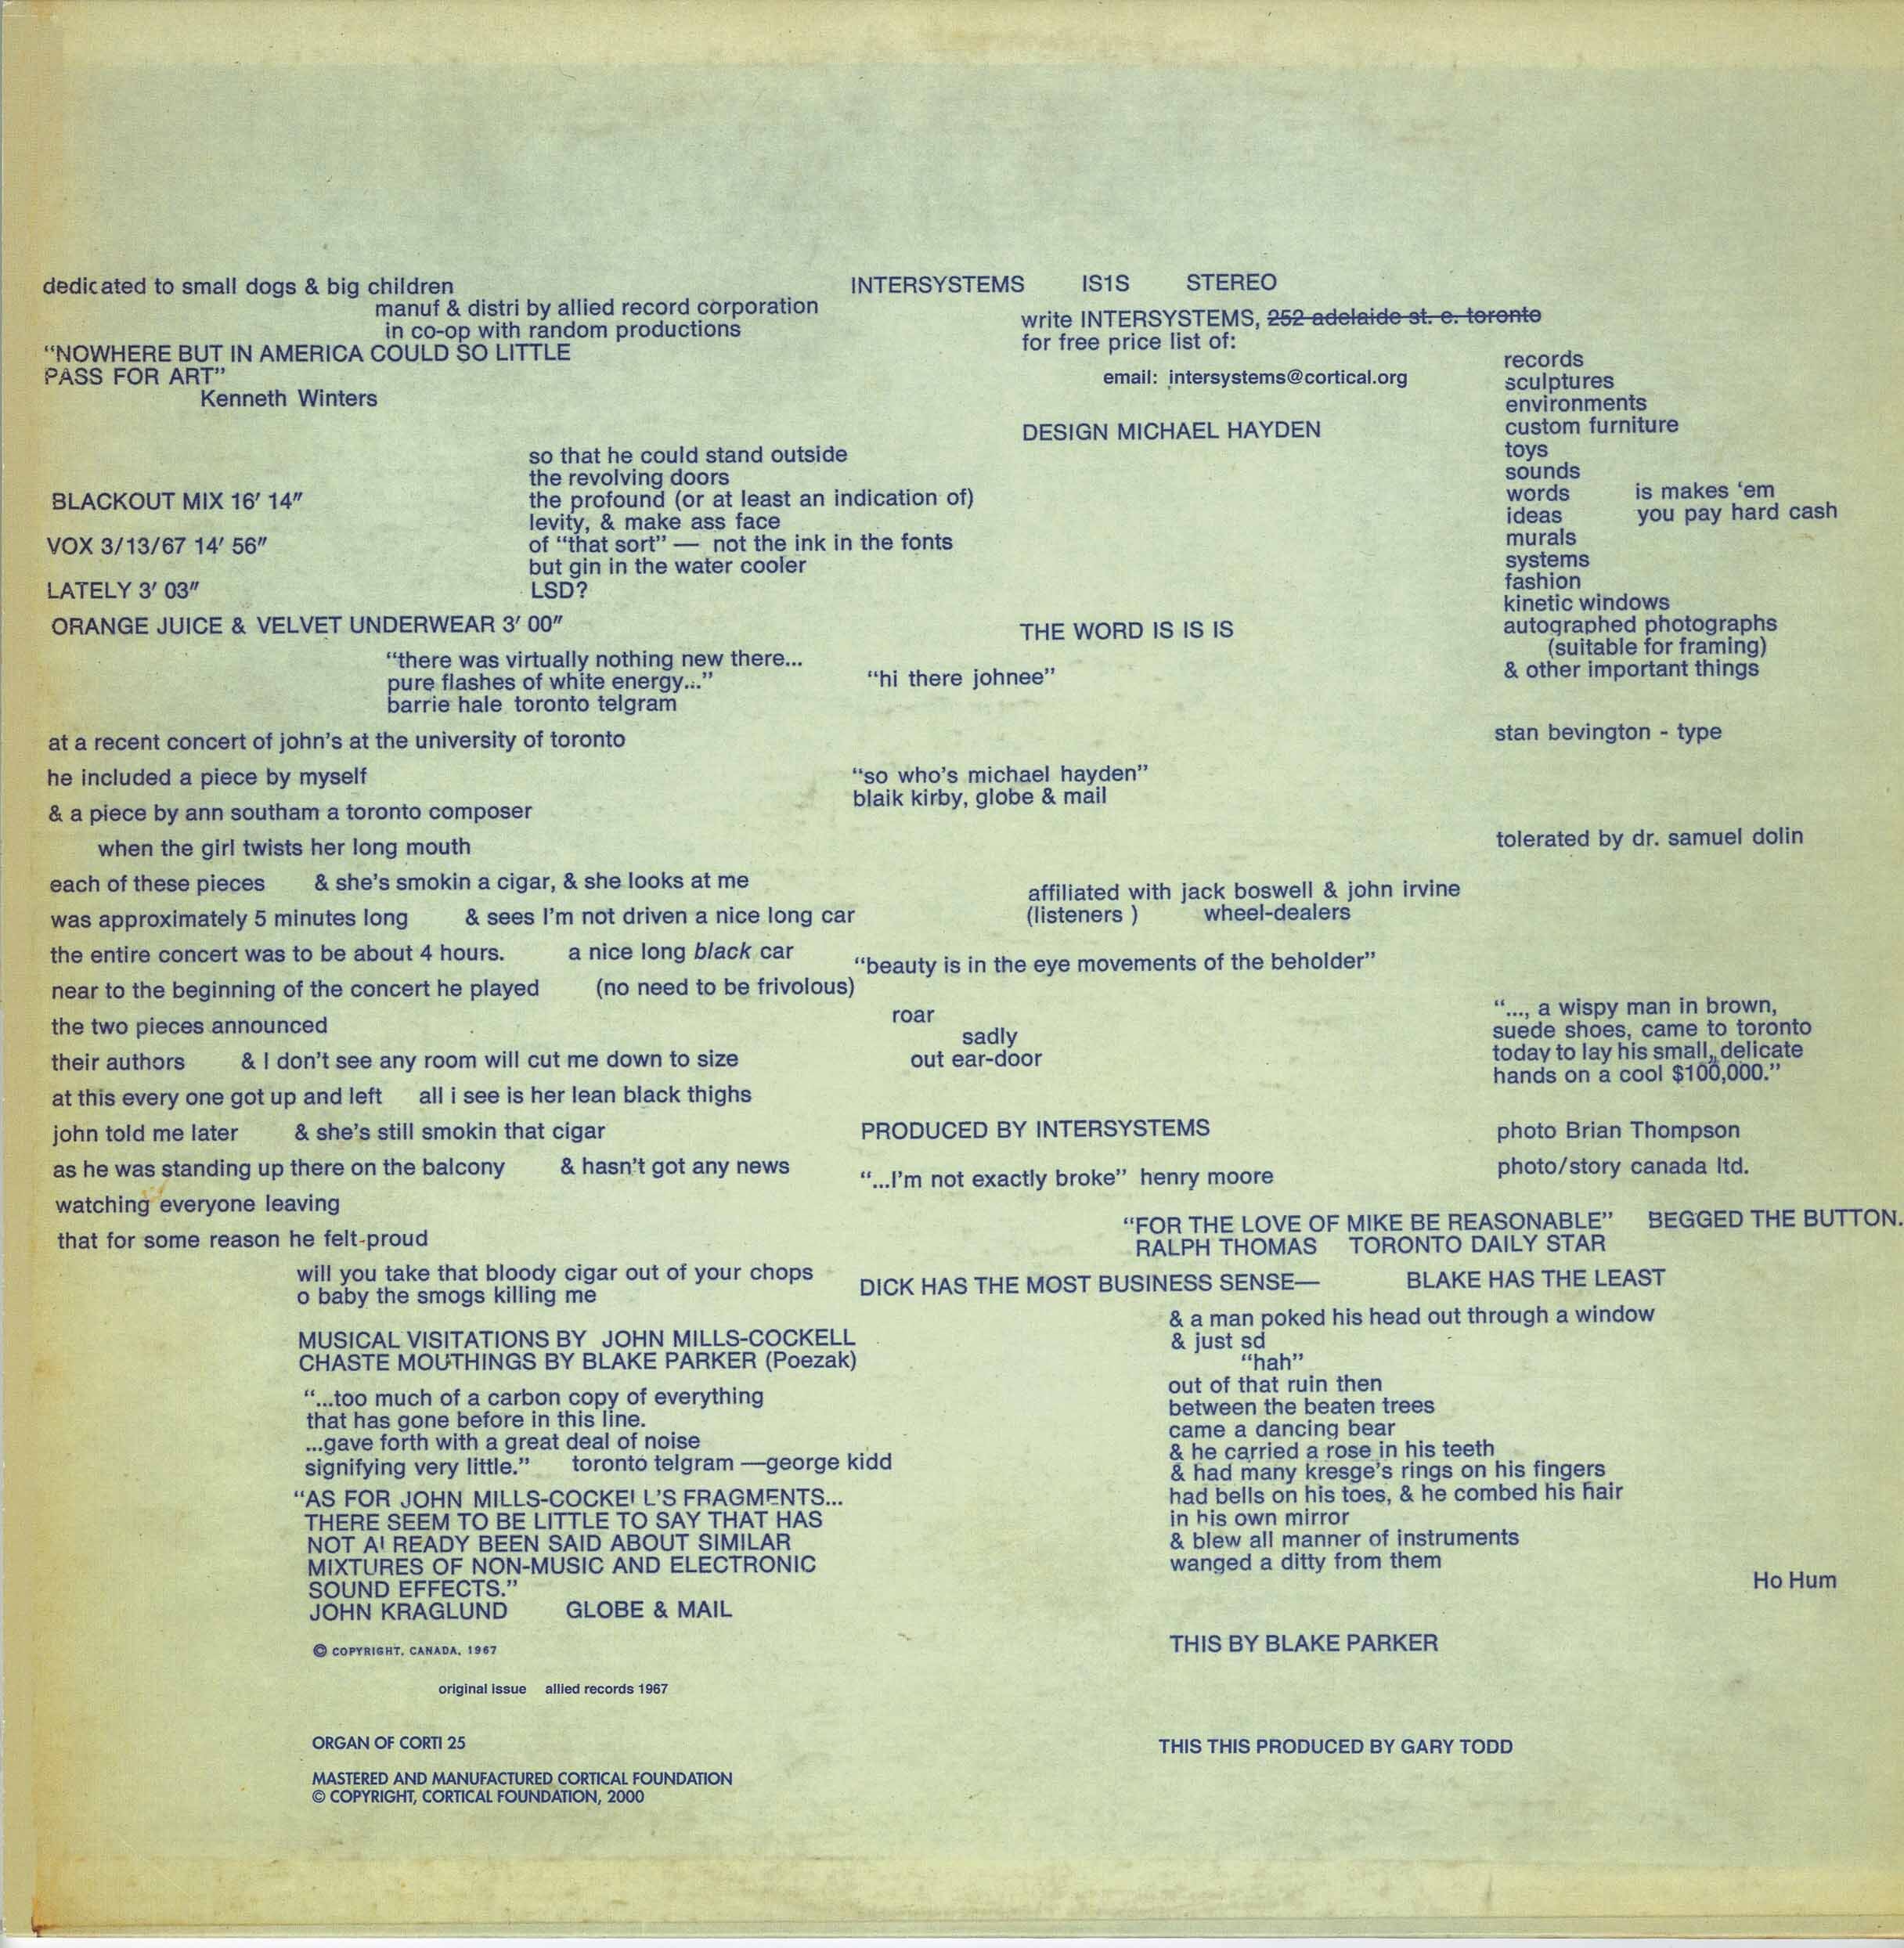 dedicated to small dogs & big children
manuf & distri by allied record corporation
in co-op with random productions
“NOWHERE BUT IN AMERICA COULD SO LITTLE
PASS FOR ART”
Kenneth Winters
INTERSYSTEMS IS1S STEREO
write INTERSYSTEMS, 252 adelaide st. e. toronto
for free price list of:
email: intersystems@cortical.org
records
sculptures
environments
custom furniture
toys
sounds
words is makes ‘em
ideas you pay hard cash
murals
systems
fashion
kinetic windows
autographed photographs
(suitable for framing)
& other important things
DESIGN MICHAEL HAYDEN
so that he could stand outside
the revolving doors
the profound (or at least an indication of)
levity, & make ass face
of “that sort” — not the ink in the fonts
but gin in the water cooler
LSD?
BLACKOUT MIX 16′ 14″
VOX 3/13/67 14′ 56″
LATELY 3′ 03″
ORANGE JUICE & VELVET UNDERWEAR 3′ 00″
THE WORD IS IS IS
“there was virtually nothing new there...
pure flashes of white energy...”
barrie hale toronto telgram
“hi there johnee”
stan bevington - type
at a recent concert of john’s at the university of toronto
he included a piece by myself
& a piece by ann southam a toronto composer
when the girl twists her long mouth
each of these pieces & she’s smokin a cigar, & she looks at me
was approximately 5 minutes long & sees I’m not driven a nice long car
the entire concert was to be about 4 hours. a nice long black car
near to the beginning of the concert he played (no need to be frivolous)
the two pieces announced
their authors & I don’t see any room will cut me down to size
at this every one got up and left all i see is her lean black thighs
john told me later & she’s still smokin that cigar
as he was standing up there on the balcony & hasn’t got any news
watching everyone leaving
that for some reason he felt-proud
will you take that bloody cigar out of your chops
o baby the smogs killing me
“so who’s michael hayden”
blaik kirby, globe & mail
tolerated by dr. samuel dolin
affiliated with jack boswell & john irvine
(listeners ) wheel-dealers
“beauty is in the eye movements of the beholder”
roar
sadly
out ear-door
“..., a wispy man in brown,
suede shoes, came to toronto
today to lay his small,, delicate
hands on a cool $100,000.”
PRODUCED BY INTERSYSTEMS
photo Brian Thompson
photo/story canada ltd.
“...I’m not exactly broke” henry moore
“FOR THE LOVE OF MIKE BE REASONABLE” BEGGED THE BUTTON.
RALPH THOMAS TORONTO DAILY STAR
DICK HAS THE MOST BUSINESS SENSE— BLAKE HAS THE LEAST
MUSICAL VISITATIONS BY JOHN MILLS-COCKELL
CHASTE MOUTHINGS BY BLAKE PARKER (Poezak)
“...too much of a carbon copy of everything
that has gone before in this line.
...gave forth with a great deal of noise
signifying very little.” toronto telgram —george kidd
“AS FOR JOHN MILLS-COCKELL’S FRAGMENTS...
THERE SEEM TO BE LITTLE TO SAY THAT HAS
NOT ALREADY BEEN SAID ABOUT SIMILAR
MIXTURES OF NON-MUSIC AND ELECTRONIC
SOUND EFFECTS.”
JOHN KRAGLUND GLOBE & MAIL
& a man poked his head out through a window
& just sd
“hah”
out of that ruin then
between the beaten trees
came a dancing bear
& he carried a rose in his teeth
& had many kresge’s rings on his fingers
had bells on his toes, & he combed his hair
in his own mirror
& blew all manner of instruments
wanged a ditty from them
Ho Hum
THIS BY BLAKE PARKER
© COPYRIGHT, CANADA, 1967
original issue allied records 1967
ORGAN OF CORTI 25
THIS THIS PRODUCED BY GARY TODD
MASTERED AND MANUFACTURED CORTICAL FOUNDATION
© COPYRIGHT, CORTICAL FOUNDATION, 2000